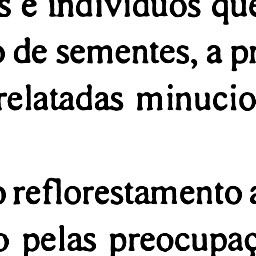 s e indivíduos que
o de sementes, a pr
relatadas minucio
o reflorestamento a
o pelas preocupaç